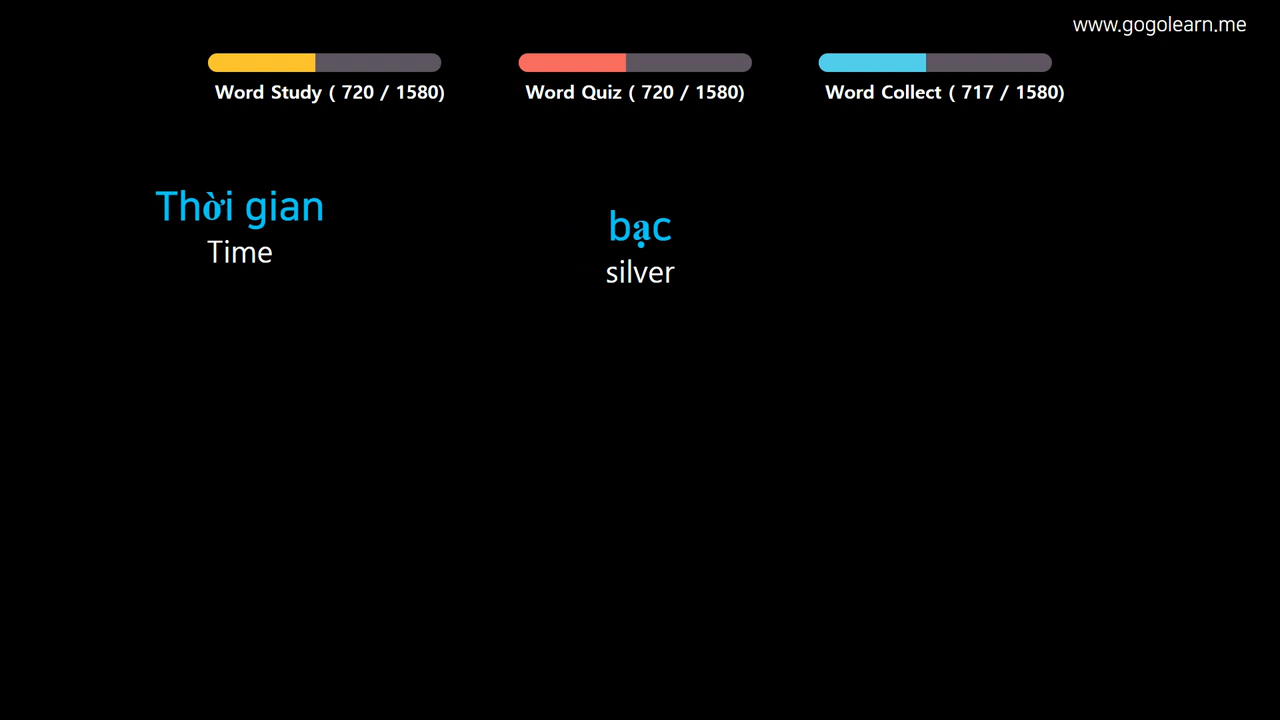 www.gogolearn.me
Word Study ( 720 / 1580)
Word Quiz ( 720 / 1580)
Word Collect ( 717 / 1580)
Thời gian
Time
bạc
silver